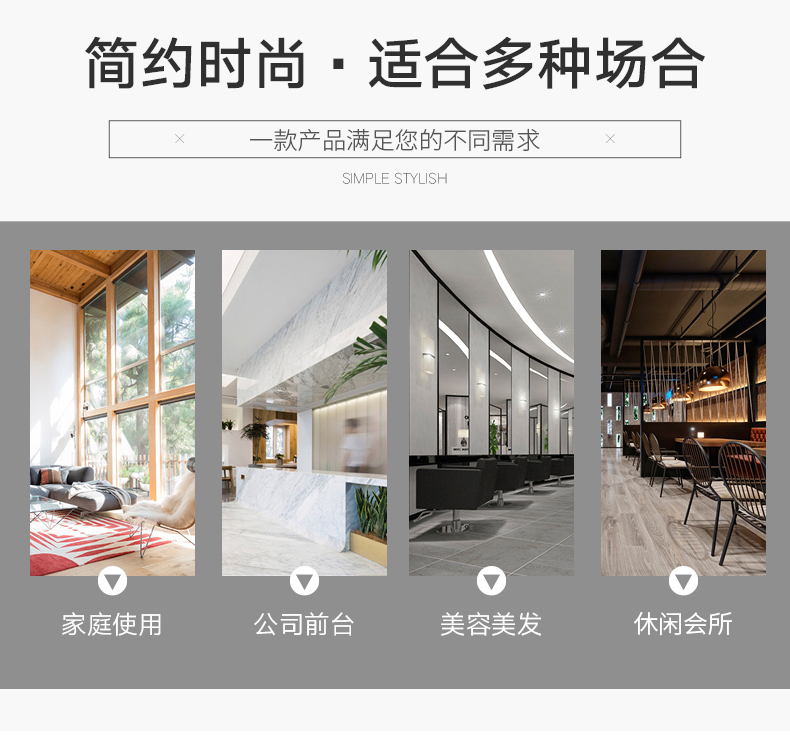 简约时尚·适合多种场合
× 一款产品满足您的不同需求 ×
SIMPLE STYLISH
家庭使用
公司前台
美容美发
休闲会所